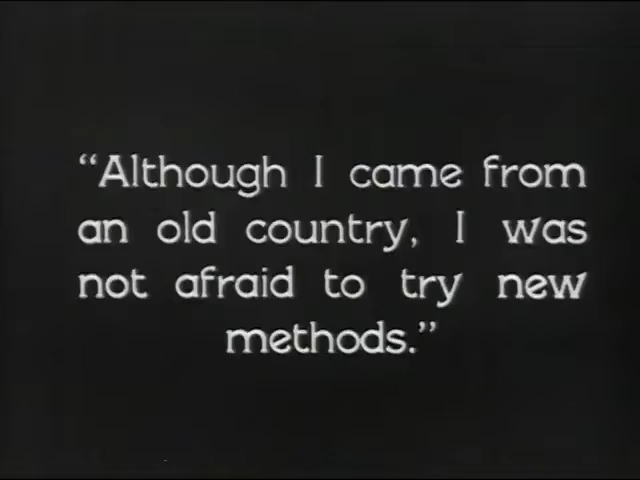 “Although I came from
an old country, I was
not afraid to try new
methods.”